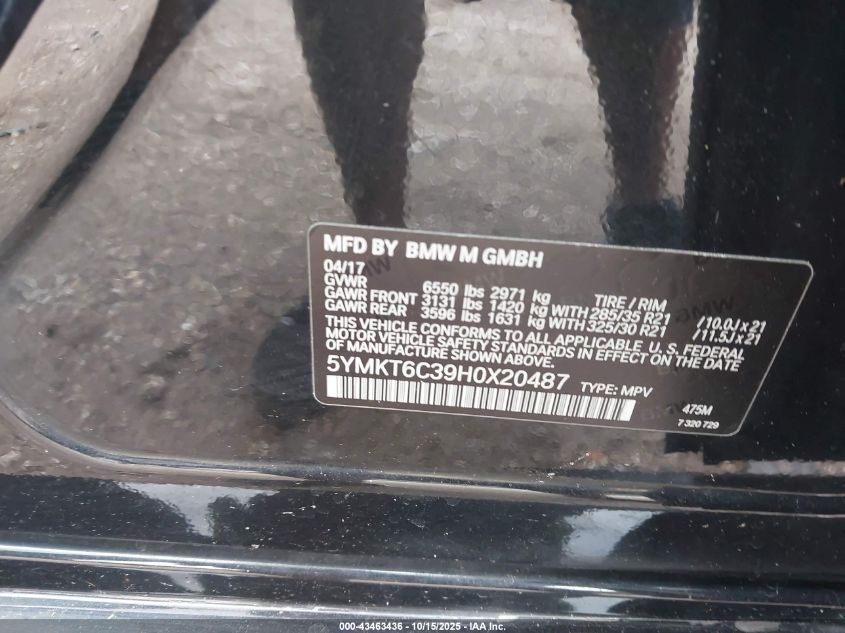 MFD BY BMW M GMBH
04/17
GVWR 6550 lbs 2971 kg TIRE / RIM
GAWR FRONT 3131 lbs 1420 kg WITH 285/35 R21 /10.0J x 21
GAWR REAR 3596 lbs 1631 kg WITH 325/30 R21 /11.5J x 21
THIS VEHICLE CONFORMS TO ALL APPLICABLE U.S. FEDERAL
MOTOR VEHICLE SAFETY STANDARDS IN EFFECT ON THE DATE
OF MANUFACTURE SHOWN ABOVE.
5YMKT6C39H0X20487 TYPE: MPV
475M
7 320 729
000-43463436 - 10/15/2025 - IAA Inc.